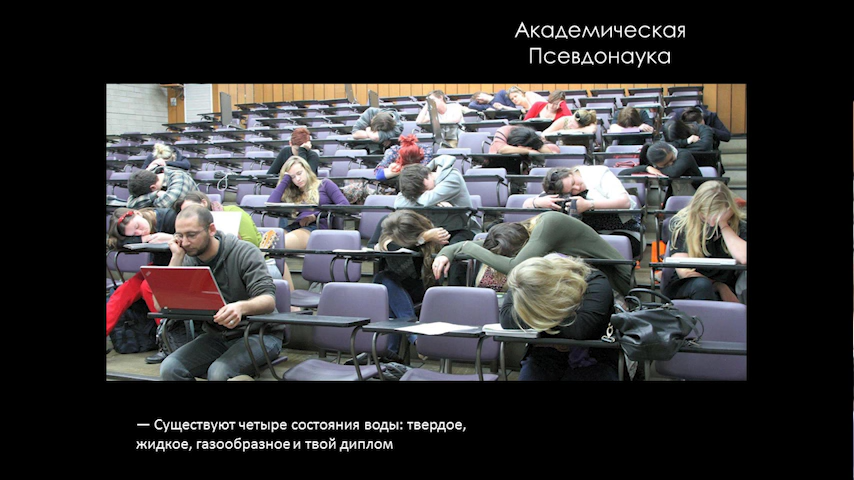 Академическая
Псевдонаука
— Существуют четыре состояния воды: твердое,
жидкое, газообразное и твой диплом